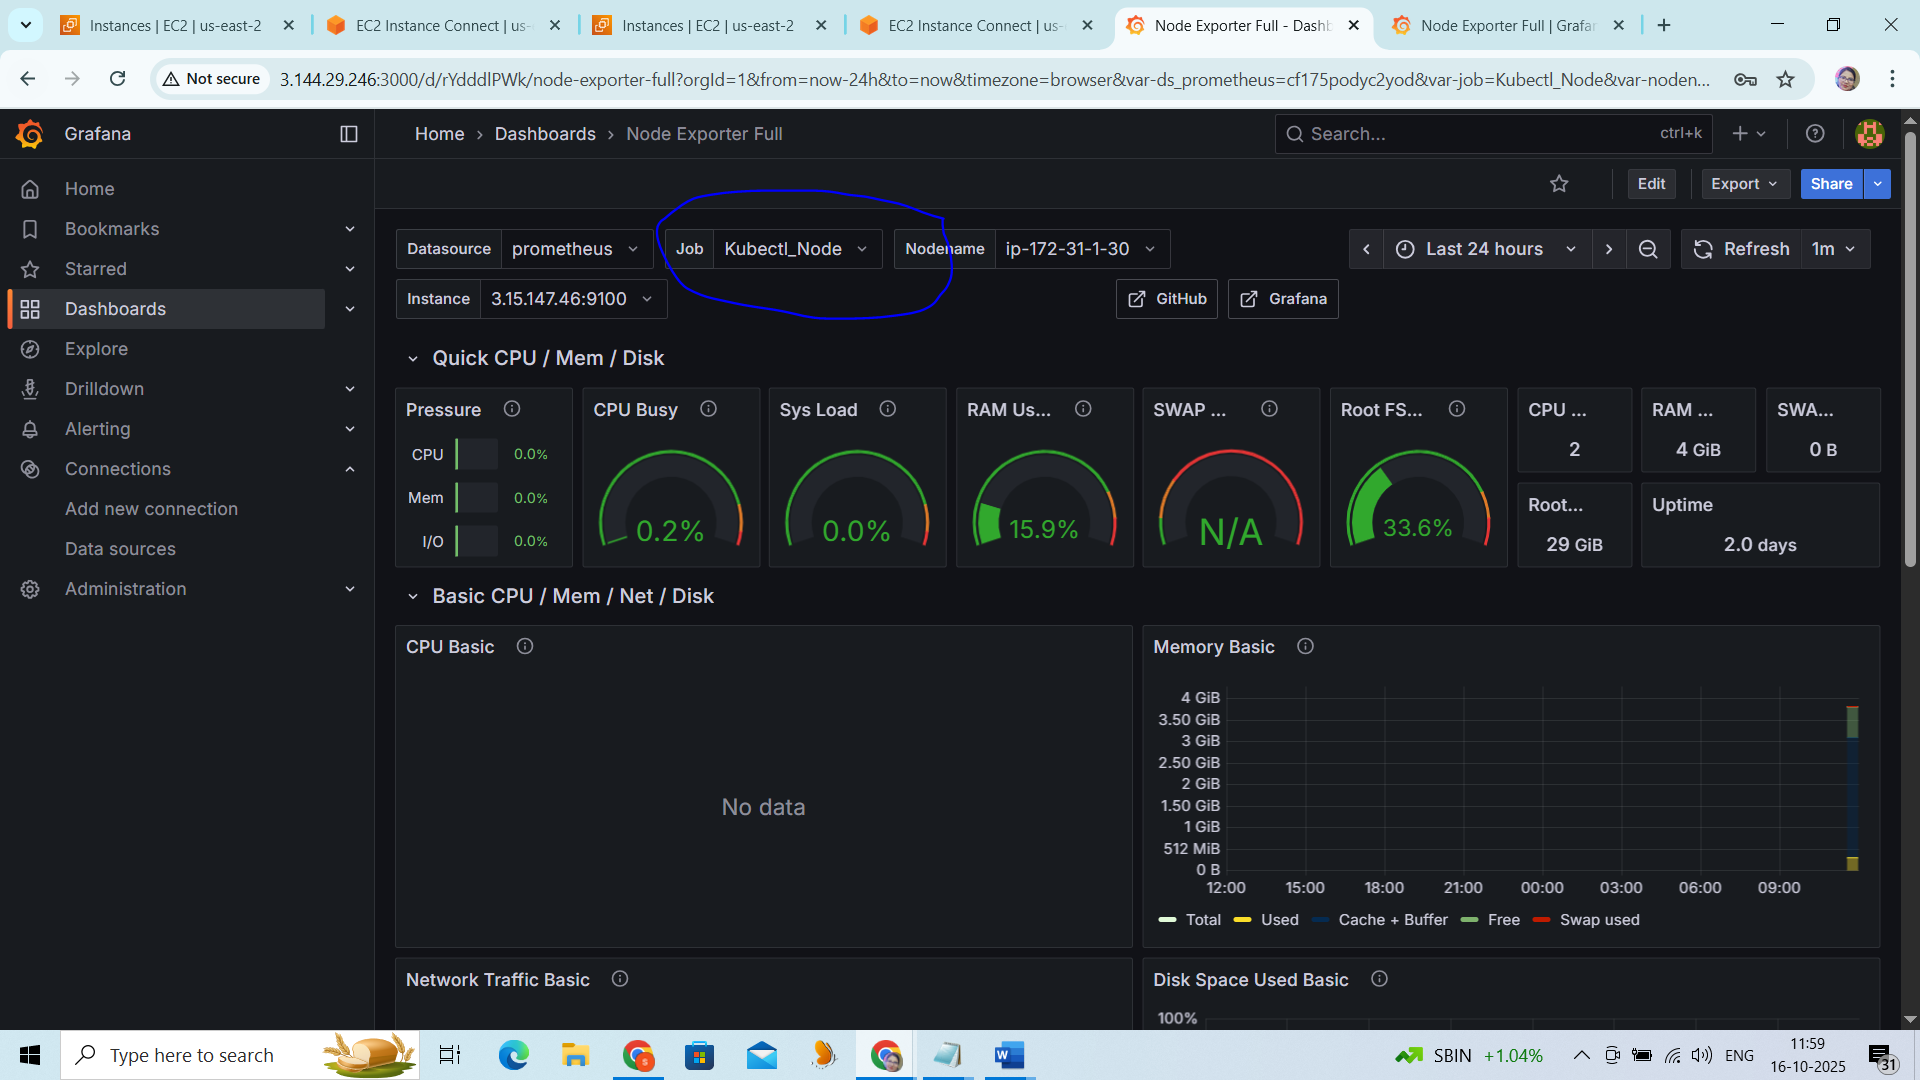 Instances | EC2 | us-east-2
EC2 Instance Connect | us-
Instances | EC2 | us-east-2
EC2 Instance Connect | us-
Node Exporter Full - Dashb
Node Exporter Full | Grafan
Not secure
3.144.29.246:3000/d/rYdddlPWk/node-exporter-full?orgId=1&from=now-24h&to=now&timezone=browser&var-ds_prometheus=cf175podyc2yod&var-job=Kubectl_Node&var-noden...
Grafana
Home › Dashboards › Node Exporter Full
Search...
ctrl+k
Home
Bookmarks
Starred
Dashboards
Explore
Drilldown
Alerting
Connections
Add new connection
Data sources
Administration
Edit
Export
Share
Datasource prometheus
Job Kubectl_Node
Nodename ip-172-31-1-30
Last 24 hours
Refresh 1m
Instance 3.15.147.46:9100
GitHub
Grafana
Quick CPU / Mem / Disk
Pressure
CPU 0.0%
Mem 0.0%
I/O 0.0%
CPU Busy
0.2%
Sys Load
0.0%
RAM Us...
15.9%
SWAP ...
N/A
Root FS...
33.6%
CPU ...
2
RAM ...
4 GiB
SWA...
0 B
Root...
29 GiB
Uptime
2.0 days
Basic CPU / Mem / Net / Disk
CPU Basic
No data
Memory Basic
4 GiB
3.50 GiB
3 GiB
2.50 GiB
2 GiB
1.50 GiB
1 GiB
512 MiB
0 B
12:00 15:00 18:00 21:00 00:00 03:00 06:00 09:00
Total Used Cache + Buffer Free Swap used
Network Traffic Basic
Disk Space Used Basic
100%
Type here to search
SBIN +1.04%
ENG
11:59
16-10-2025
31